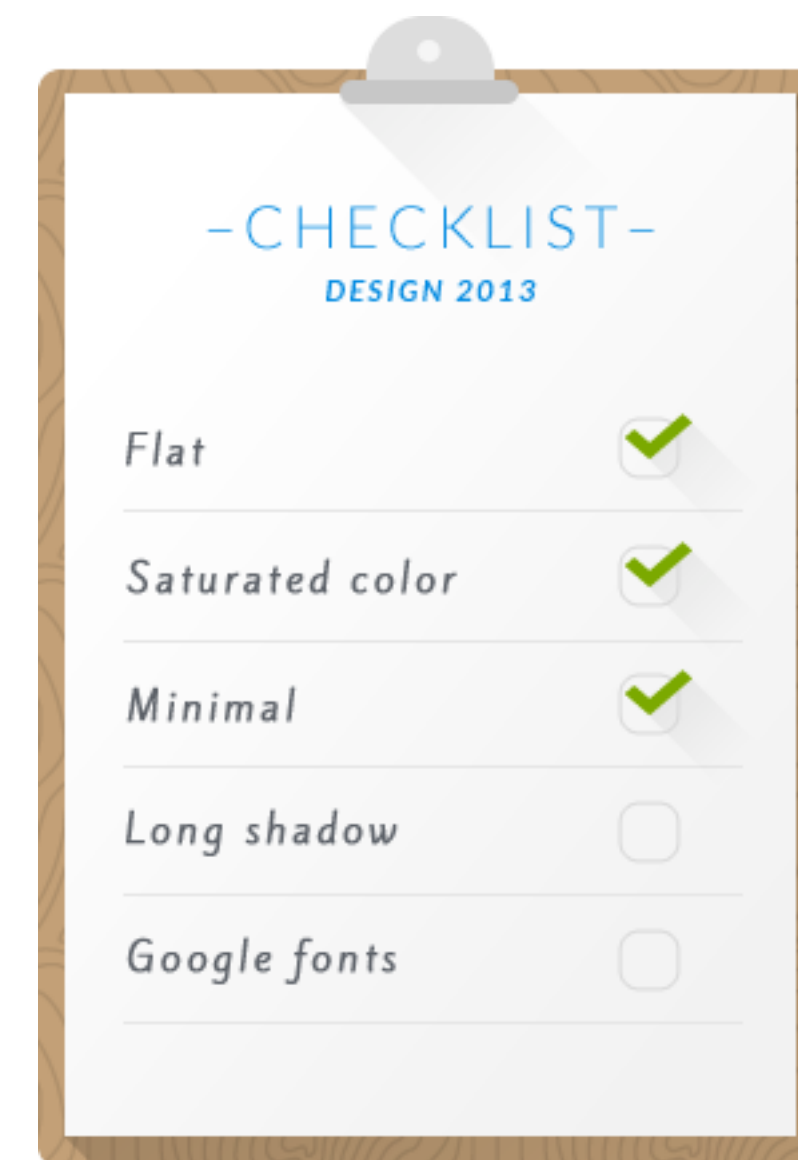 -CHECKLIST-
DESIGN 2013
Flat
Saturated color
Minimal
Long shadow
Google fonts